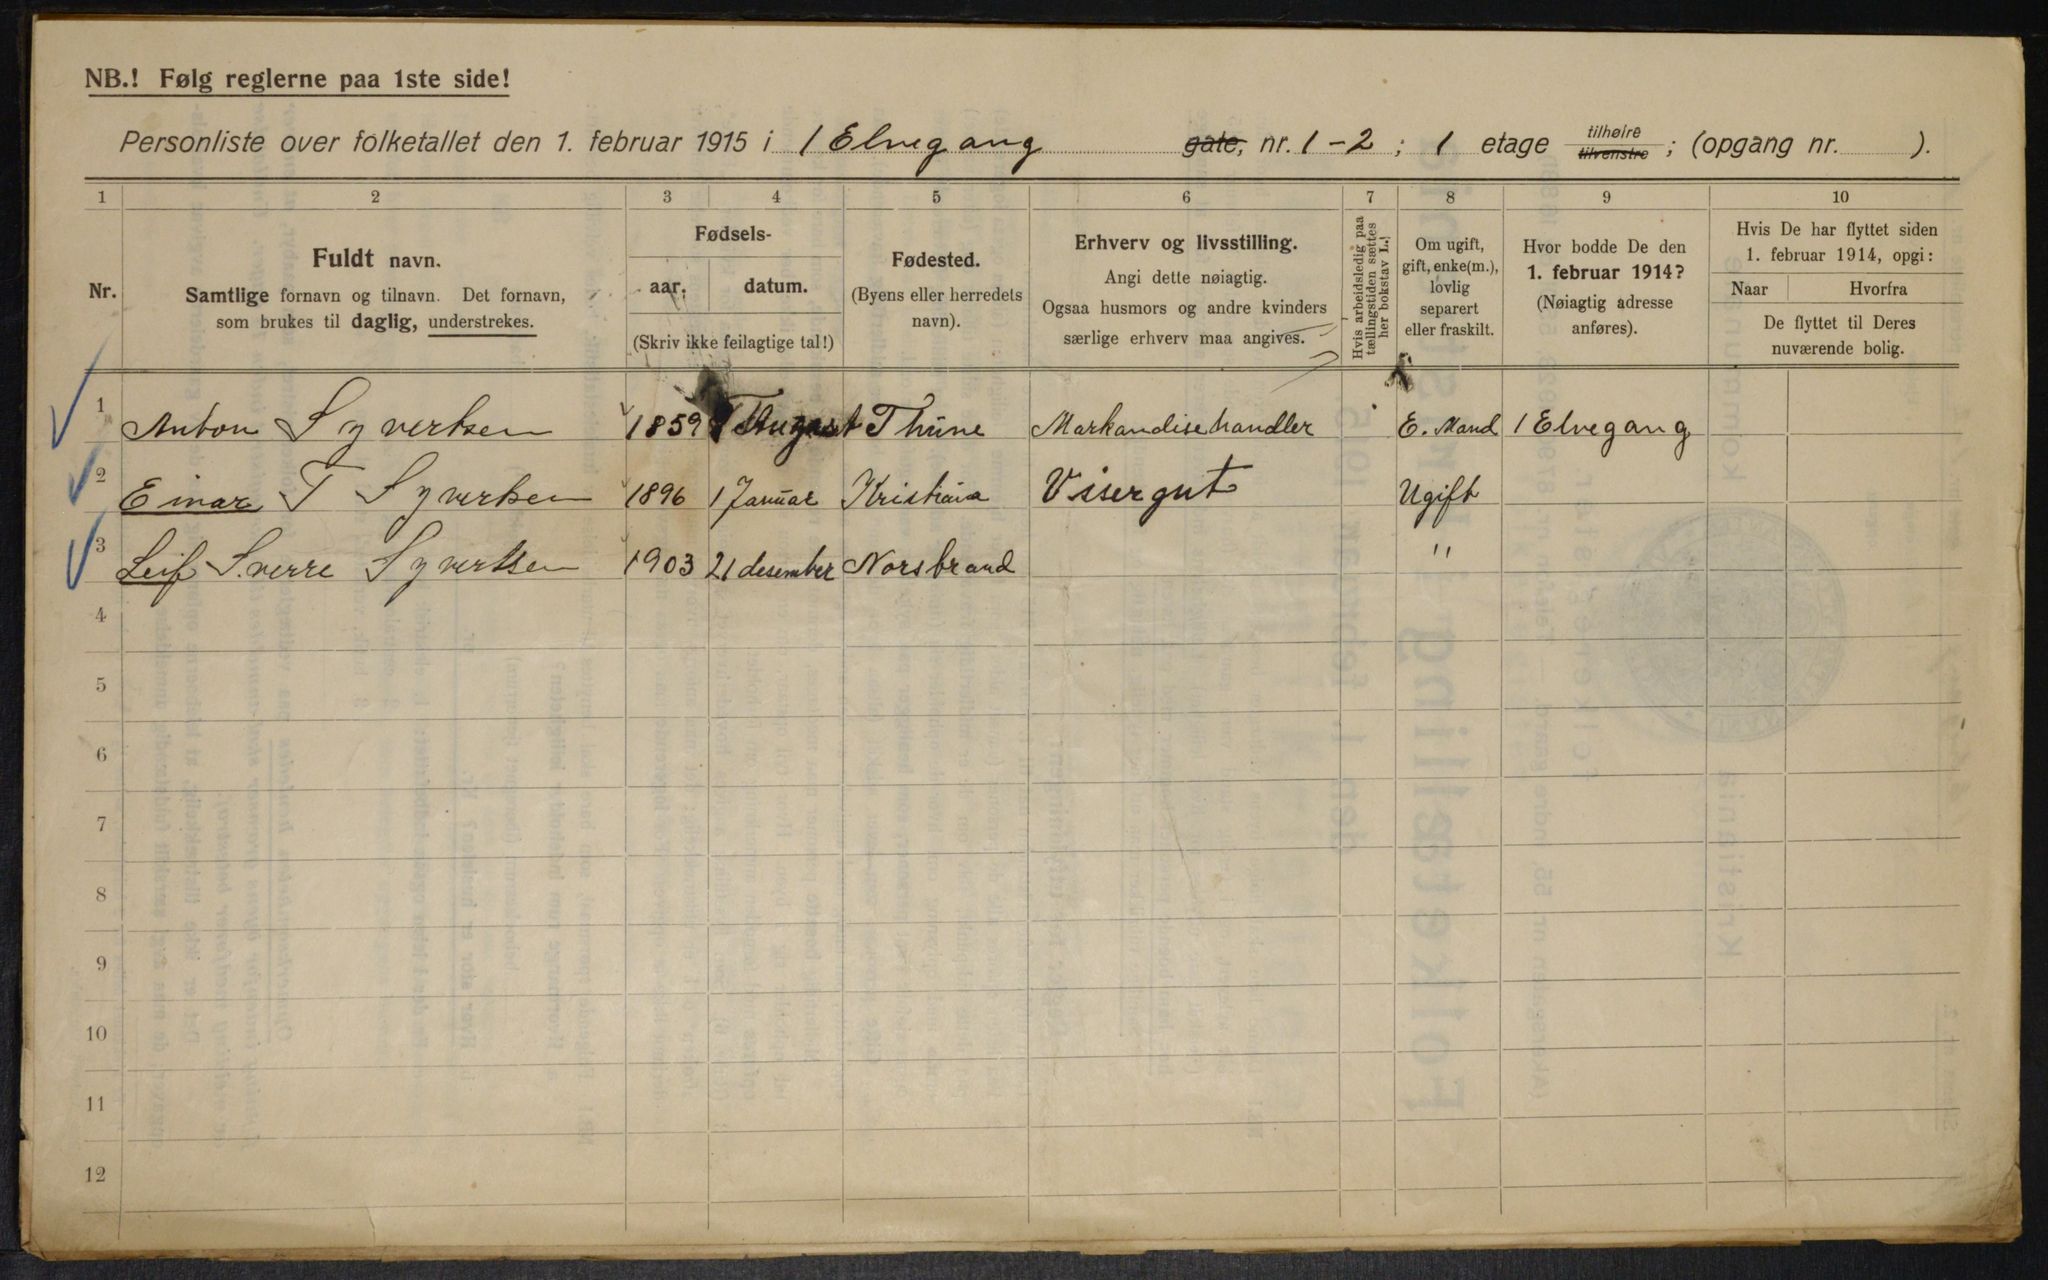 NB.! Følg reglerne paa 1ste side!
Personliste over folketallet den 1. februar 1915 i 1 Elvegang gate, nr. 1-2 ; 1 etage tilhøire tilvenstre ; (opgang nr. ).
1 2 3 4 5 6 7 8 9 10
Nr.
Fuldt navn.
Samtlige fornavn og tilnavn. Det fornavn,
som brukes til daglig, understrekes.
Fødsels-
aar. datum.
(Skriv ikke feilagtige tal!)
Fødested.
(Byens eller herredets
navn).
Erhverv og livsstilling.
Angi dette nøiagtig.
Ogsaa husmors og andre kvinders
særlige erhverv maa angives.
Hvis arbeidsledig paa
tællingstiden sættes
her bokstav L.!
Om ugift,
gift, enke(m.),
lovlig
separert
eller fraskilt.
Hvor bodde De den
1. februar 1914?
(Nøiagtig adresse
anføres).
Hvis De har flyttet siden
1. februar 1914, opgi:
Naar Hvorfra
De flyttet til Deres
nuværende bolig.
1 Anton Syvertsen 1859 August Thune Markandisehandler E. Mand 1 Elvegang
2 Einar T Syvertsen 1896 1 Januar Kristiania Vissergut Ugift
3 Leif Sverre Syvertsen 1903 21 desember Norsbrand "
4
5
6
7
8
9
10
11
12